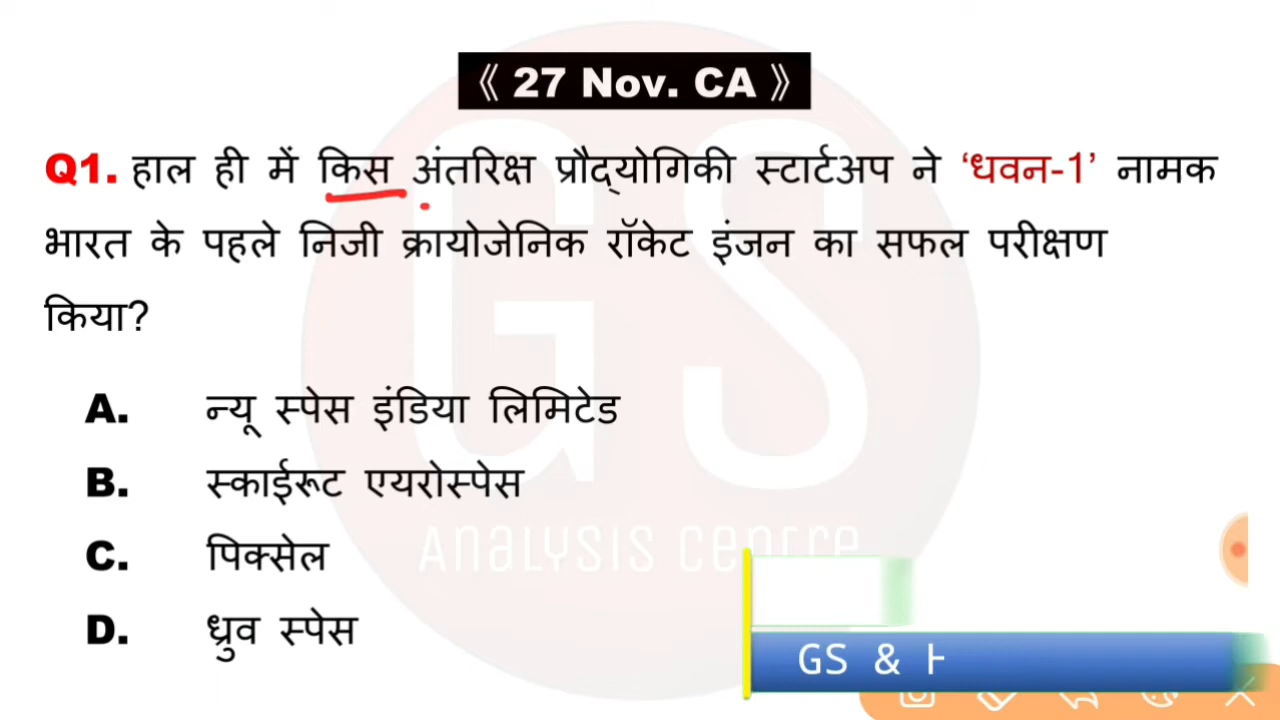 《 27 Nov. CA 》
Q1. हाल ही में किस अंतरिक्ष प्रौद्योगिकी स्टार्टअप ने ‘धवन-1’ नामक
भारत के पहले निजी क्रायोजेनिक रॉकेट इंजन का सफल परीक्षण
किया?
A. न्यू स्पेस इंडिया लिमिटेड
B. स्काईरूट एयरोस्पेस
C. पिक्सेल
D. ध्रुव स्पेस
GS
Analysis Centre
GS &